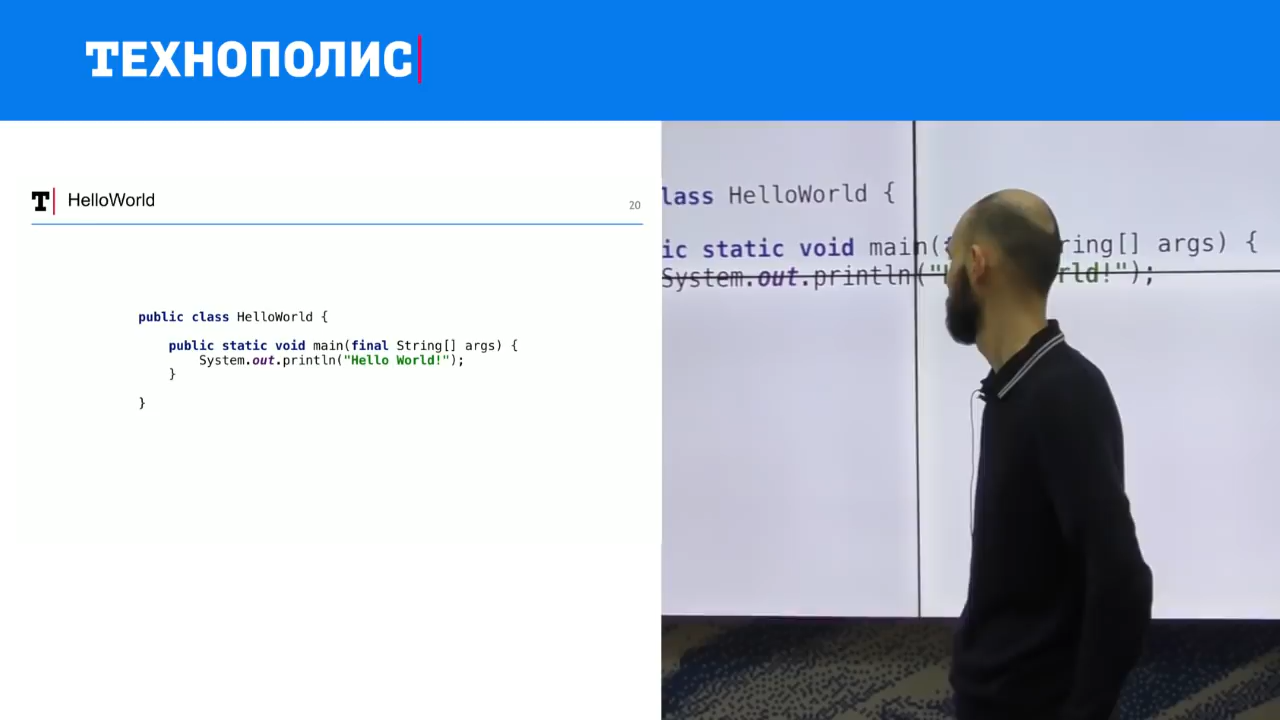 ТЕХНОПОЛИС
T HelloWorld
20
public class HelloWorld {
public static void main(final String[] args) {
System.out.println("Hello World!");
}
}
lass HelloWorld {
ic static void main( ring[] args) {
System.out.println(" rld!");